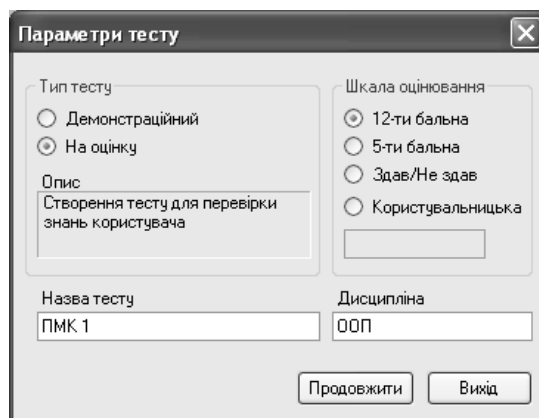 Параметри тесту
Тип тесту
Демонстраційний
На оцінку
Опис
Створення тесту для перевірки
знань користувача
Шкала оцінювання
12-ти бальна
5-ти бальна
Здав/Не здав
Користувальницька
Назва тесту
ПМК 1
Дисципліна
ООП
Продовжити
Вихід